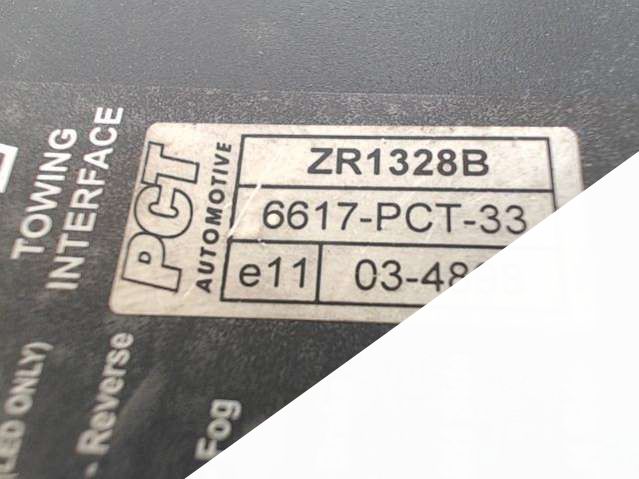 TOWING
INTERFACE
PCT
AUTOMOTIVE
ZR1328B
6617-PCT-33
e11
(LED ONLY)
- Reverse
Fog